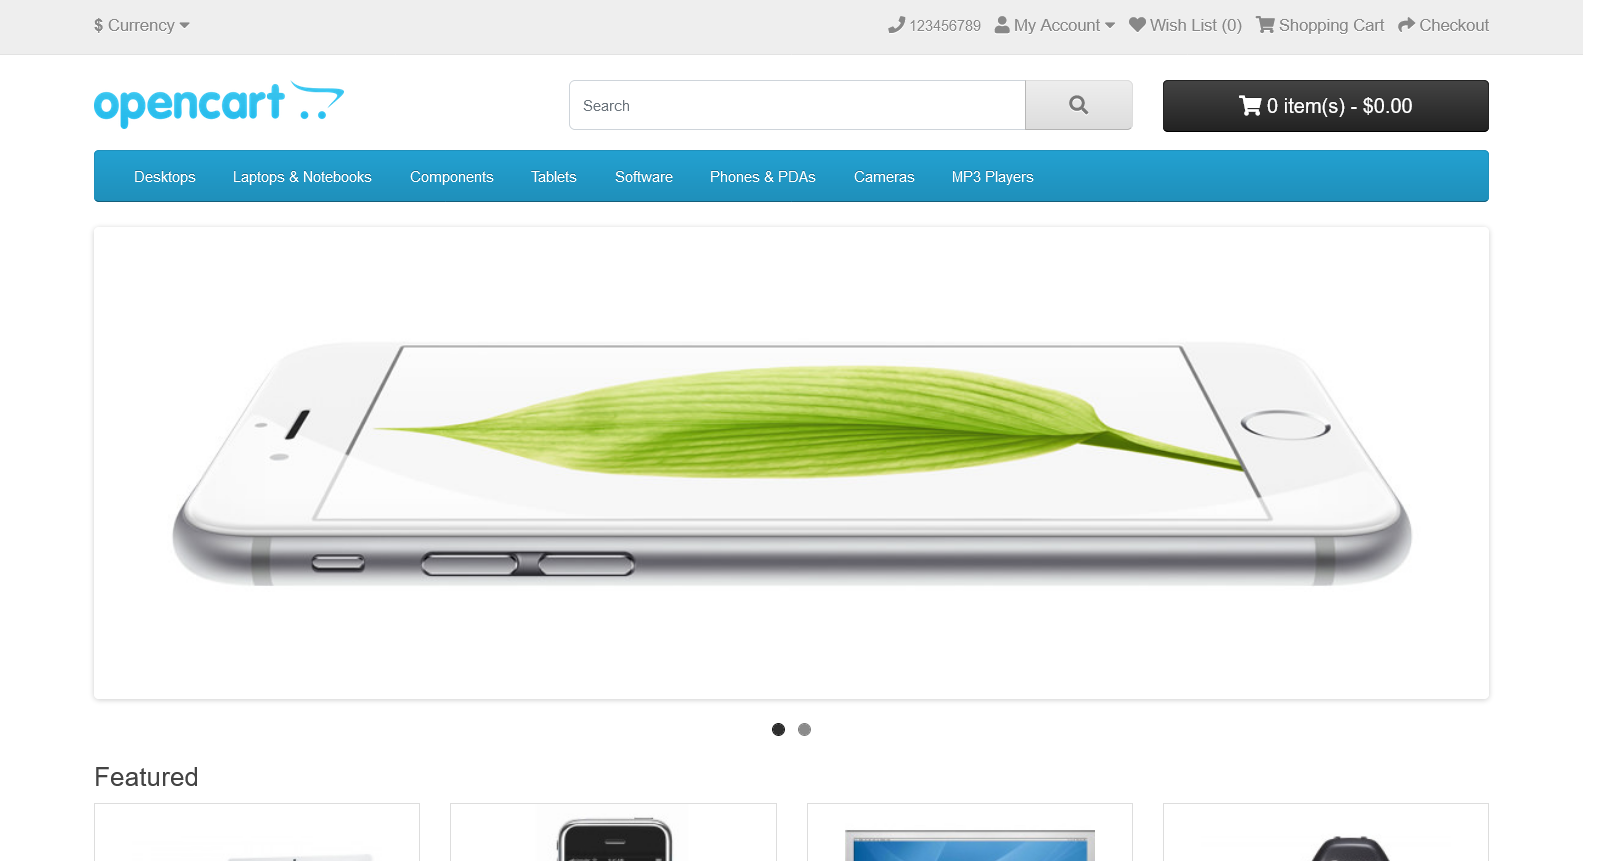 $ Currency
123456789 My Account Wish List (0) Shopping Cart Checkout
opencart
Search
0 item(s) - $0.00
Desktops Laptops & Notebooks Components Tablets Software Phones & PDAs Cameras MP3 Players
Featured